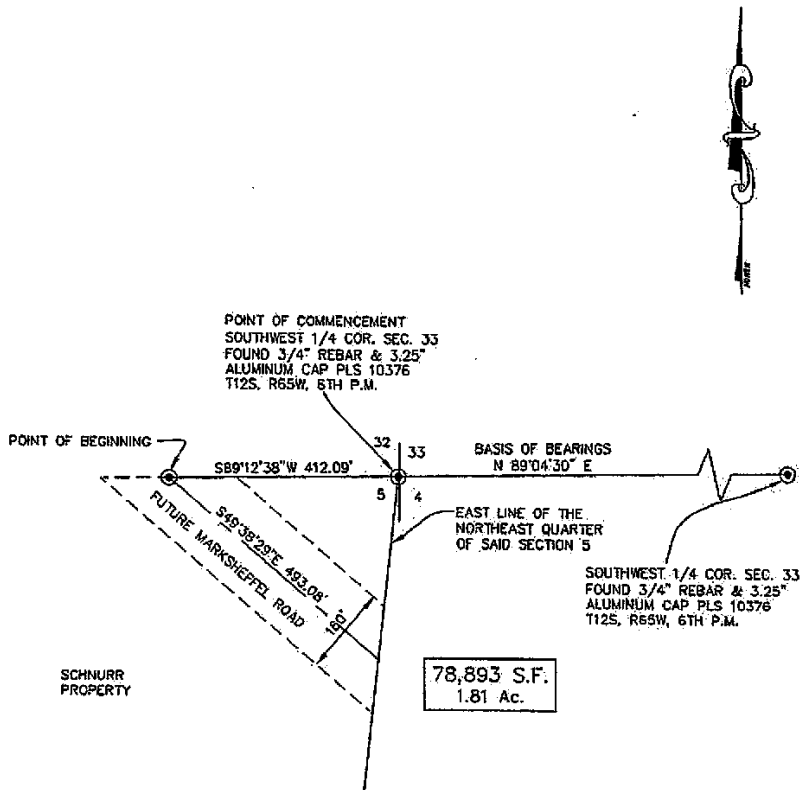 NORTH
POINT OF COMMENCEMENT
SOUTHWEST 1/4 COR. SEC. 33
FOUND 3/4" REBAR & 3.25"
ALUMINUM CAP PLS 10376
T12S, R65W, 6TH P.M.
POINT OF BEGINNING
S89°12'38"W 412.09'
32
33
5
4
BASIS OF BEARINGS
N 89°04'30" E
S49°38'29"E 493.08'
FUTURE MARKSHEFFEL ROAD
160'
EAST LINE OF THE
NORTHEAST QUARTER
OF SAID SECTION 5
SOUTHWEST 1/4 COR. SEC. 33
FOUND 3/4" REBAR & 3.25"
ALUMINUM CAP PLS 10376
T12S, R65W, 6TH P.M.
SCHNURR
PROPERTY
78,893 S.F.
1.81 Ac.